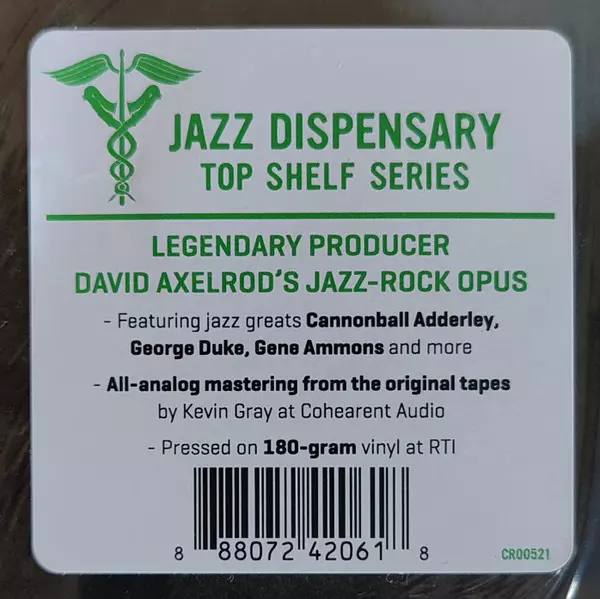 JAZZ DISPENSARY
TOP SHELF SERIES
LEGENDARY PRODUCER
DAVID AXELROD'S JAZZ-ROCK OPUS
- Featuring jazz greats Cannonball Adderley,
George Duke, Gene Ammons and more
- All-analog mastering from the original tapes
by Kevin Gray at Cohearent Audio
- Pressed on 180-gram vinyl at RTI
8 88072 42061 8
CR00521